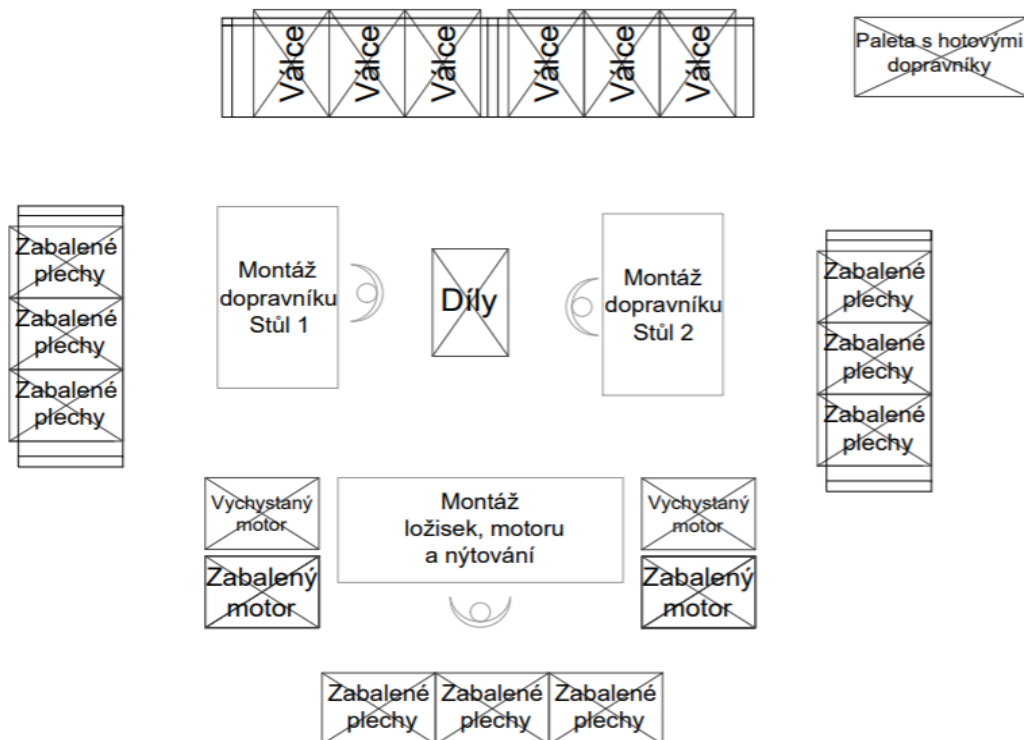 Válce
Válce
Válce
Válce
Válce
Válce
Paleta s hotovými
dopravníky
Zabalené
plechy
Zabalené
plechy
Zabalené
plechy
Montáž
dopravníku
Stůl 1
Díly
Montáž
dopravníku
Stůl 2
Zabalené
plechy
Zabalené
plechy
Zabalené
plechy
Vychystaný
motor
Zabalený
motor
Montáž
ložisek, motoru
a nýtování
Vychystaný
motor
Zabalený
motor
Zabalené
plechy
Zabalené
plechy
Zabalené
plechy